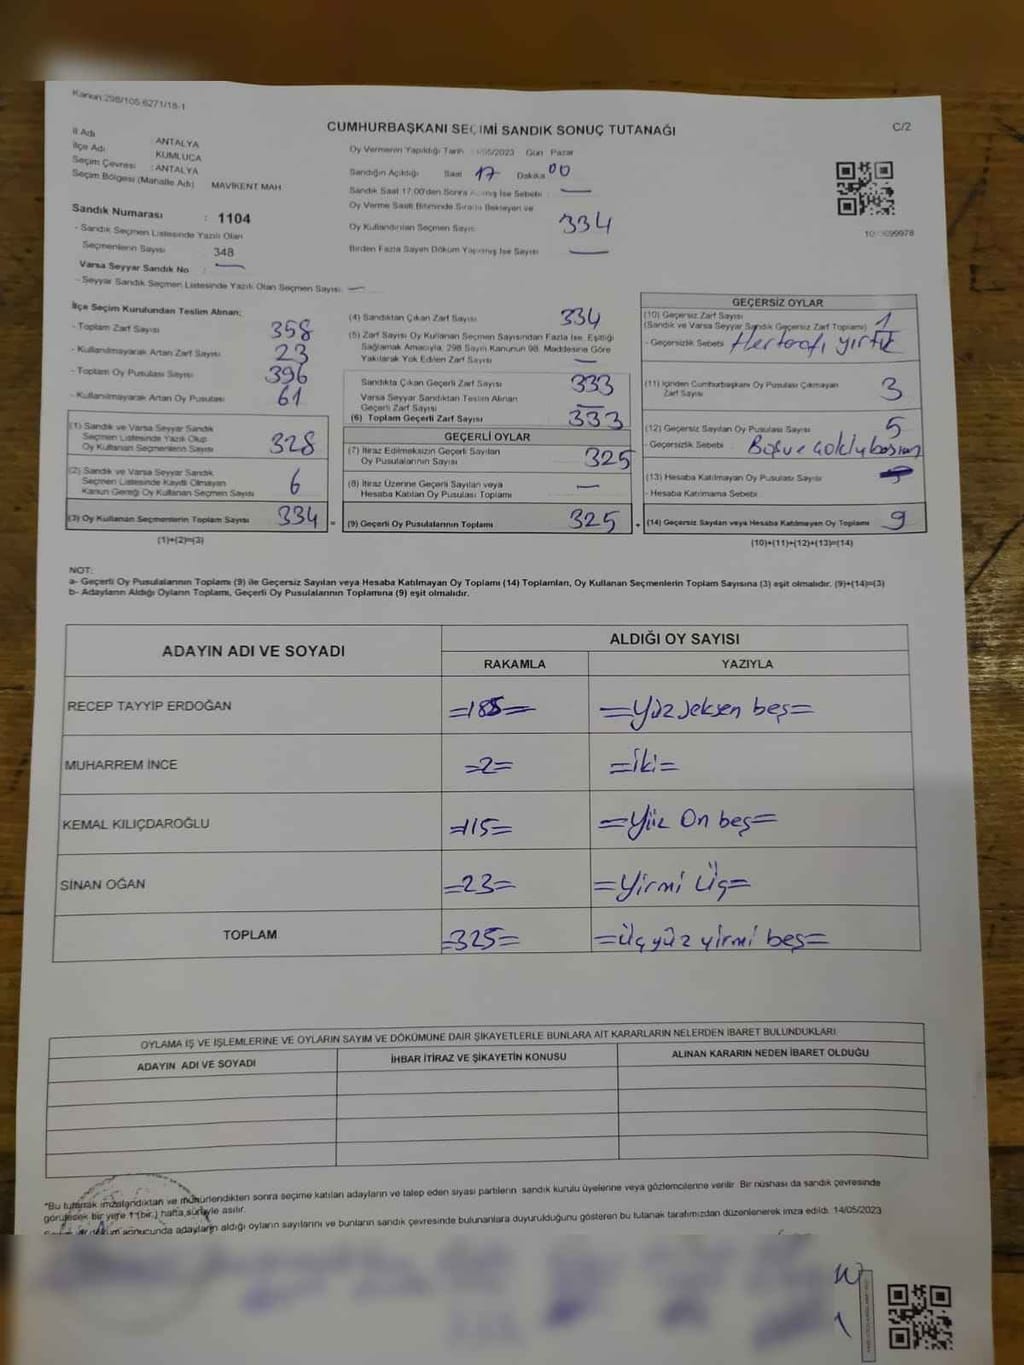 Kanun:298/105 6271/18-1
CUMHURBAŞKANI SEÇİMİ SANDIK SONUÇ TUTANAĞI
C/2
İl Adı ANTALYA
İlçe Adı KUMLUCA
Seçim Çevresi : ANTALYA
Seçim Bölgesi (Mahalle Adı) MAVİKENT MAH
Sandık Numarası : 1104
- Sandık Seçmen Listesinde Yazılı Olan
Seçmenlerin Sayısı 348
Varsa Seyyar Sandık No : —
- Seyyar Sandık Seçmen Listesinde Yazılı Olan Seçmen Sayısı —
Oy Vermenin Yapıldığı Tarih /05/2023 Gün Pazar
Sandığın Açıldığı Saat 17 Dakika 00
Sandık Saat 17:00'den Sonra İse Sebebi —
Oy Verme Saati Bitiminde Sırada Bekleyen ve
Oy Kullandırılan Seçmen Sayısı 334
Birden Fazla Sayım Döküm Yapılmış İse Sayısı —
İlçe Seçim Kurulundan Teslim Alınan;
- Toplam Zarf Sayısı 358
- Kullanılmayarak Artan Zarf Sayısı 23
- Toplam Oy Pusulası Sayısı 396
- Kullanılmayarak Artan Oy Pusulası 61
(1) Sandık ve Varsa Seyyar Sandık
Seçmen Listesinde Yazılı Olup
Oy Kullanan Seçmenlerin Sayısı 328
(2) Sandık ve Varsa Seyyar Sandık
Seçmen Listesinde Kayıtlı Olmayan
Kanun Gereği Oy Kullanan Seçmen Sayısı 6
(3) Oy Kullanan Seçmenlerin Toplam Sayısı 334
(1)+(2)=(3)
(4) Sandıktan Çıkan Zarf Sayısı 334
(5) Zarf Sayısı Oy Kullanan Seçmen Sayısından Fazla İse, Eşitliği
Sağlamak Amacıyla, 298 Sayılı Kanunun 98. Maddesine Göre
Yakılarak Yok Edilen Zarf Sayısı —
Sandıkta Çıkan Geçerli Zarf Sayısı 333
Varsa Seyyar Sandıktan Teslim Alınan
Geçerli Zarf Sayısı —
(6) Toplam Geçerli Zarf Sayısı 333
GEÇERLİ OYLAR
(7) İtiraz Edilmeksizin Geçerli Sayılan
Oy Pusulalarının Sayısı 325
(8) İtiraz Üzerine Geçerli Sayılan veya
Hesaba Katılan Oy Pusulası Toplamı —
= (9) Geçerli Oy Pusulalarının Toplamı 325
GEÇERSİZ OYLAR
(10) Geçersiz Zarf Sayısı
(Sandık ve Varsa Seyyar Sandık Geçersiz Zarf Toplamı) 1
- Geçersizlik Sebebi Her tarafı yırtık
(11) İçinden Cumhurbaşkanı Oy Pusulası Çıkmayan
Zarf Sayısı 3
(12) Geçersiz Sayılan Oy Pusulası Sayısı 5
- Geçersizlik Sebebi Boş ve çoklu basım
(13) Hesaba Katılmayan Oy Pusulası Sayısı
- Hesaba Katılmama Sebebi
+ (14) Geçersiz Sayılan veya Hesaba Katılmayan Oy Toplamı 9
(10)+(11)+(12)+(13)=(14)
NOT:
a- Geçerli Oy Pusulalarının Toplamı (9) ile Geçersiz Sayılan veya Hesaba Katılmayan Oy Toplamı (14) Toplamları, Oy Kullanan Seçmenlerin Toplam Sayısına (3) eşit olmalıdır. (9)+(14)=(3)
b- Adayların Aldığı Oyların Toplamı, Geçerli Oy Pusulalarının Toplamına (9) eşit olmalıdır.
ADAYIN ADI VE SOYADI ALDIĞI OY SAYISI
RAKAMLA YAZIYLA
RECEP TAYYİP ERDOĞAN =185= =Yüz seksen beş=
MUHARREM İNCE =2= =iki=
KEMAL KILIÇDAROĞLU =115= =Yüz On beş=
SİNAN OĞAN =23= =Yirmi Üç=
TOPLAM =325= =Üçyüz yirmi beş=
OYLAMA İŞ VE İŞLEMLERİNE VE OYLARIN SAYIM VE DÖKÜMÜNE DAİR ŞİKAYETLERLE BUNLARA AİT KARARLARIN NELERDEN İBARET BULUNDUKLARI
ADAYIN ADI VE SOYADI İHBAR İTİRAZ VE ŞİKAYETİN KONUSU ALINAN KARARIN NEDEN İBARET OLDUĞU
*Bu tutanak imzalandıktan ve mühürlendikten sonra seçime katılan adayların ve talep eden siyasi partilerin sandık kurulu üyelerine veya gözlemcilerine verilir. Bir nüshası da sandık çevresinde
görülecek bir yere 1 (bir) hafta süreyle asılır.
sonucunda adayların aldığı oyların sayılarını ve bunların sandık çevresinde bulunanlara duyurulduğunu gösteren bu tutanak tarafımızdan düzenlenerek imza edildi. 14/05/2023